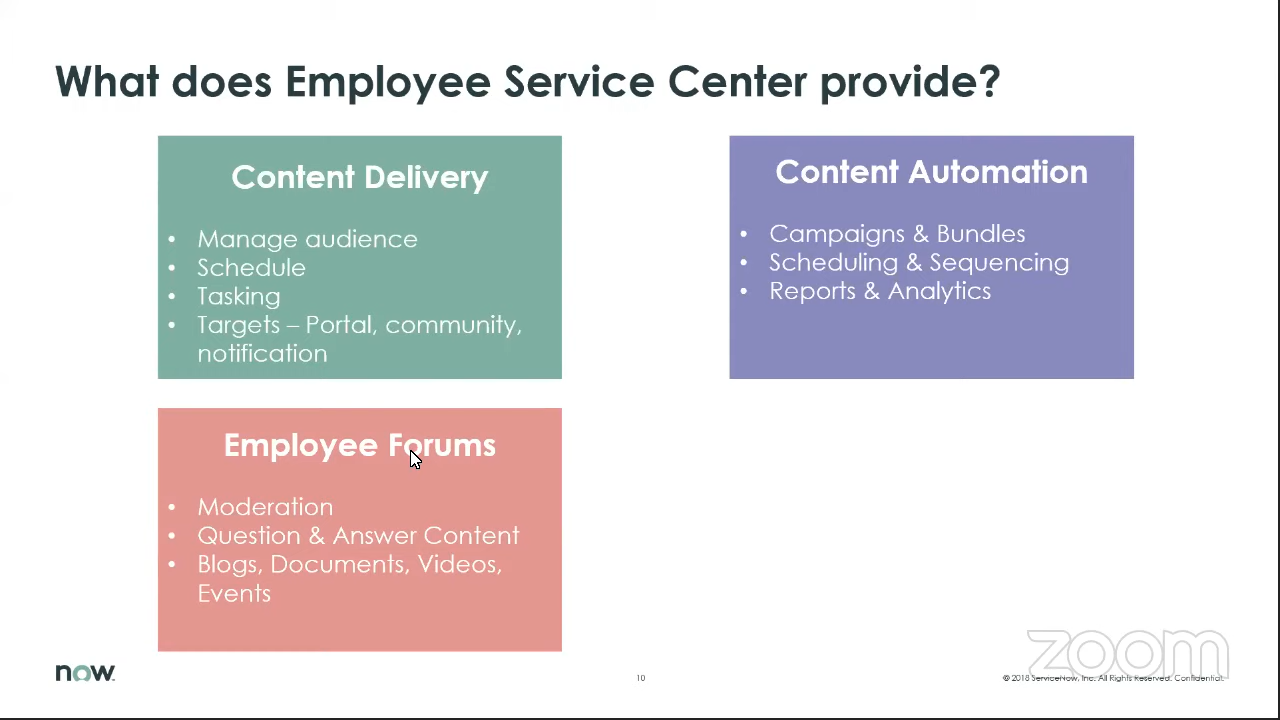 What does Employee Service Center provide?
Content Delivery
• Manage audience
• Schedule
• Tasking
• Targets – Portal, community,
notification
Content Automation
• Campaigns & Bundles
• Scheduling & Sequencing
• Reports & Analytics
Employee Forums
• Moderation
• Question & Answer Content
• Blogs, Documents, Videos,
Events
now.
10
zoom
© 2018 ServiceNow, Inc. All Rights Reserved. Confidential.